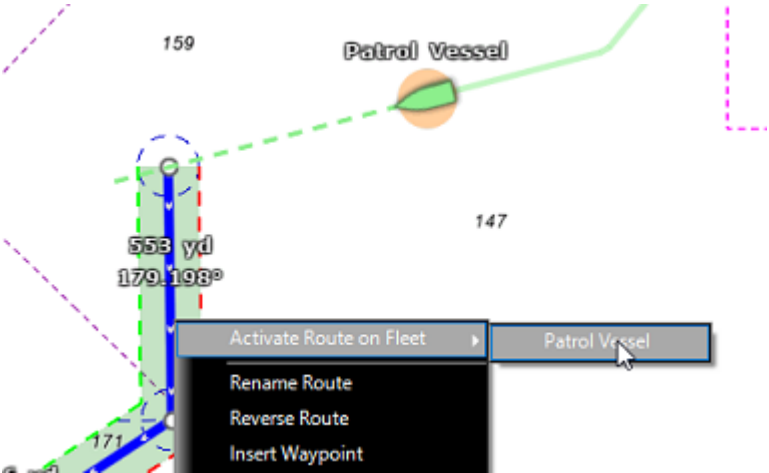 159
Patrol Vessel
147
553 yd
179.198°
Activate Route on Fleet
Patrol Vessel
Rename Route
Reverse Route
171
Insert Waypoint
yd